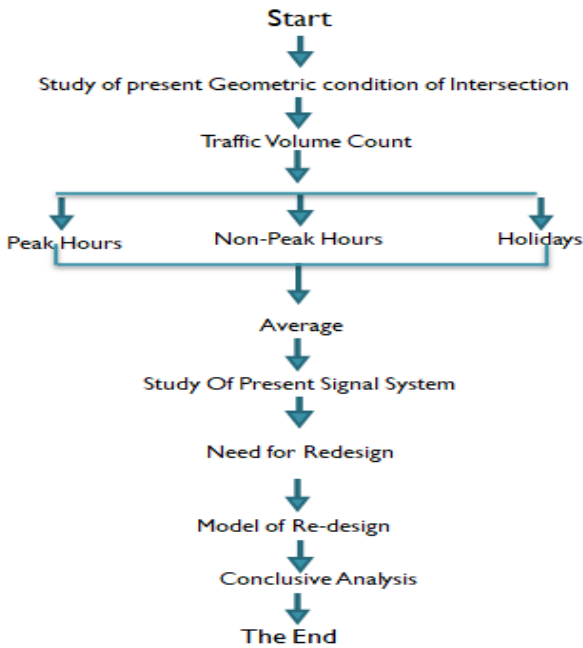 Start
Study of present Geometric condition of Intersection
Traffic Volume Count
Peak Hours
Non-Peak Hours
Holidays
Average
Study Of Present Signal System
Need for Redesign
Model of Re-design
Conclusive Analysis
The End